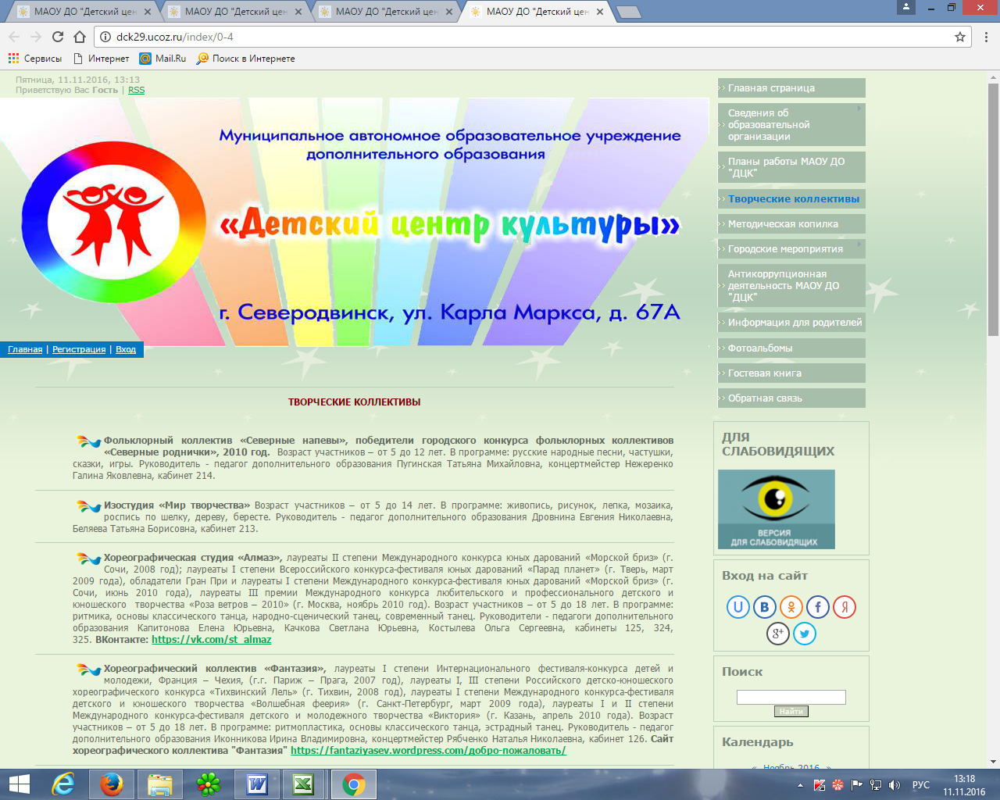 МАОУ ДО "Детский цен
МАОУ ДО "Детский цен
МАОУ ДО "Детский цен
МАОУ ДО "Детский цен
dck29.ucoz.ru/index/0-4
Сервисы Интернет Mail.Ru Поиск в Интернете
Пятница, 11.11.2016, 13:13
Приветствую Вас Гость | RSS
Муниципальное автономное образовательное учреждение
дополнительного образования
«Детский центр культуры»
г. Северодвинск, ул. Карла Маркса, д. 67А
Главная | Регистрация | Вход
ТВОРЧЕСКИЕ КОЛЛЕКТИВЫ
Фольклорный коллектив «Северные напевы», победители городского конкурса фольклорных коллективов
«Северные роднички», 2010 год. Возраст участников – от 5 до 12 лет. В программе: русские народные песни, частушки,
сказки, игры. Руководитель - педагог дополнительного образования Пугинская Татьяна Михайловна, концертмейстер Нежеренко
Галина Яковлевна, кабинет 214.
Изостудия «Мир творчества» Возраст участников – от 5 до 14 лет. В программе: живопись, рисунок, лепка, мозаика,
роспись по шелку, дереву, бересте. Руководитель - педагог дополнительного образования Дровнина Евгения Николаевна,
Беляева Татьяна Борисовна, кабинет 213.
Хореографическая студия «Алмаз», лауреаты II степени Международного конкурса юных дарований «Морской бриз» (г.
Сочи, 2008 год); лауреаты I степени Всероссийского конкурса-фестиваля юных дарований «Парад планет» (г. Тверь, март
2009 года), обладатели Гран При и лауреаты I степени Международного конкурса-фестиваля юных дарований «Морской бриз» (г.
Сочи, июнь 2010 года), лауреаты III премии Международного конкурса любительского и профессионального детского и
юношеского творчества «Роза ветров – 2010» (г. Москва, ноябрь 2010 год). Возраст участников – от 5 до 18 лет. В программе:
ритмика, основы классического танца, народно-сценический танец, современный танец. Руководители - педагоги дополнительного
образования Капитонова Елена Юрьевна, Качкова Светлана Юрьевна, Костылева Ольга Сергеевна, кабинеты 125, 324,
325. ВКонтакте: https://vk.com/st_almaz
Хореографический коллектив «Фантазия», лауреаты I степени Интернационального фестиваля-конкурса детей и
молодежи, Франция – Чехия, (г.г. Париж – Прага, 2007 год), лауреаты I, III степени Российского детско-юношеского
хореографического конкурса «Тихвинский Лель» (г. Тихвин, 2008 год), лауреаты I степени Международного конкурса-фестиваля
детского и юношеского творчества «Волшебная феерия» (г. Санкт-Петербург, март 2009 года), лауреаты I и II степени
Международного конкурса-фестиваля детского и молодежного творчества «Виктория» (г. Казань, апрель 2010 года). Возраст
участников – от 5 до 18 лет. В программе: ритмопластика, основы классического танца, эстрадный танец. Руководитель - педагог
дополнительного образования Иконникова Ирина Владимировна, концертмейстер Рябченко Наталья Николаевна, кабинет 126. Сайт
хореографического коллектива "Фантазия" https://fantaziyasev.wordpress.com/добро-пожаловать/
Главная страница
Сведения об
образовательной
организации
Планы работы МАОУ ДО
"ДЦК"
Творческие коллективы
Методическая копилка
Городские мероприятия
Антикоррупционная
деятельность МАОУ ДО
"ДЦК"
Информация для родителей
Фотоальбомы
Гостевая книга
Обратная связь
ДЛЯ
СЛАБОВИДЯЩИХ
ВЕРСИЯ
ДЛЯ СЛАБОВИДЯЩИХ
Вход на сайт
Поиск
Найти
Календарь
« Ноябрь 2016 »
РУС
13:18
11.11.2016